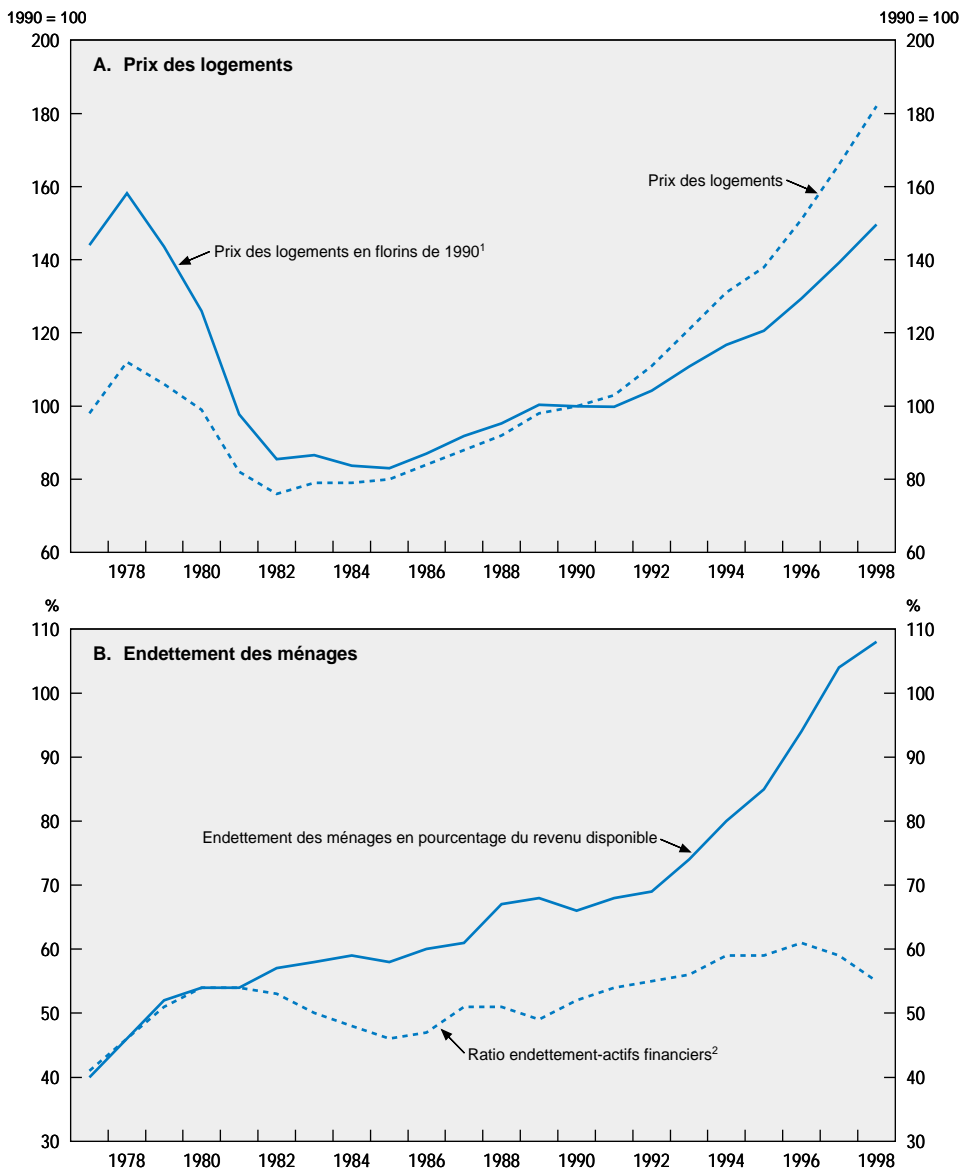 1990 = 100 1990 = 100
200 200
A. Prix des logements
180 180
Prix des logements
160 160
Prix des logements en florins de 1990¹
140 140
120 120
100 100
80 80
60 60
1978 1980 1982 1984 1986 1988 1990 1992 1994 1996 1998
% %
110 110
B. Endettement des ménages
100 100
90 90
80 80
Endettement des ménages en pourcentage du revenu disponible
70 70
60 60
50 50
Ratio endettement-actifs financiers²
40 40
30 30
1978 1980 1982 1984 1986 1988 1990 1992 1994 1996 1998